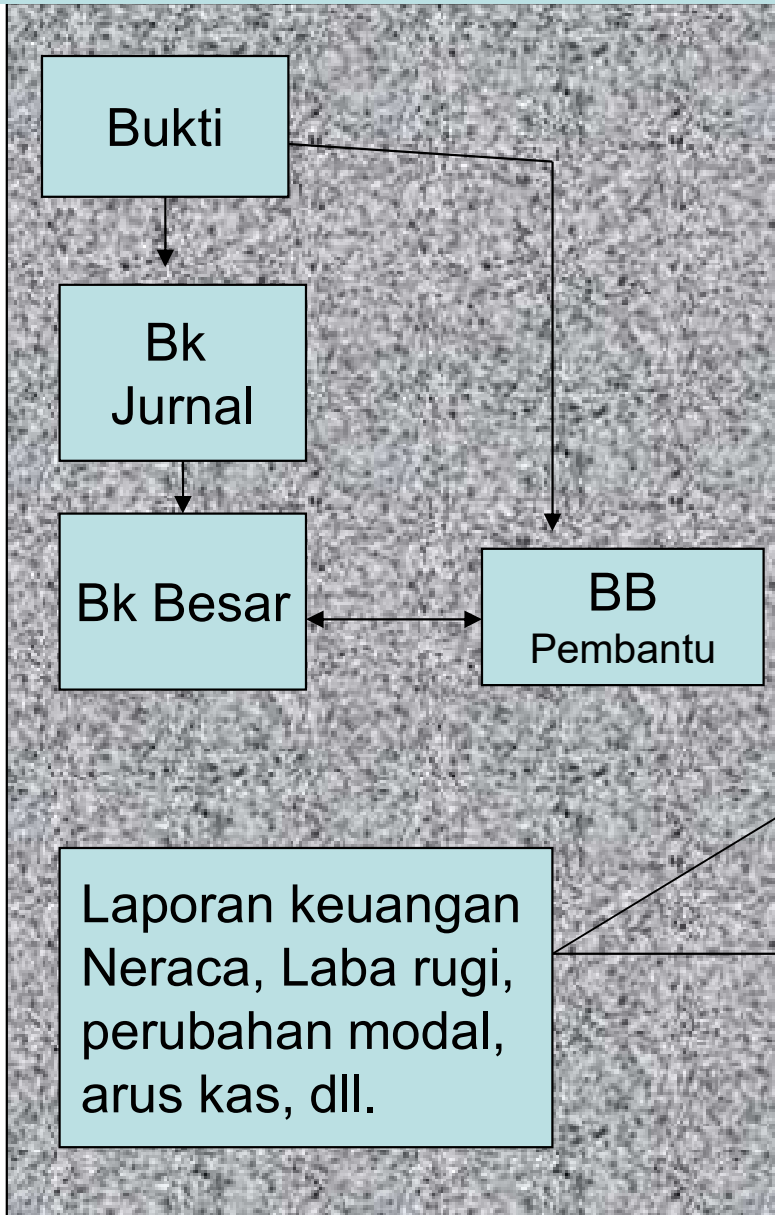 Bukti
Bk
Jurnal
Bk Besar
BB
Pembantu
Laporan keuangan
Neraca, Laba rugi,
perubahan modal,
arus kas, dll.